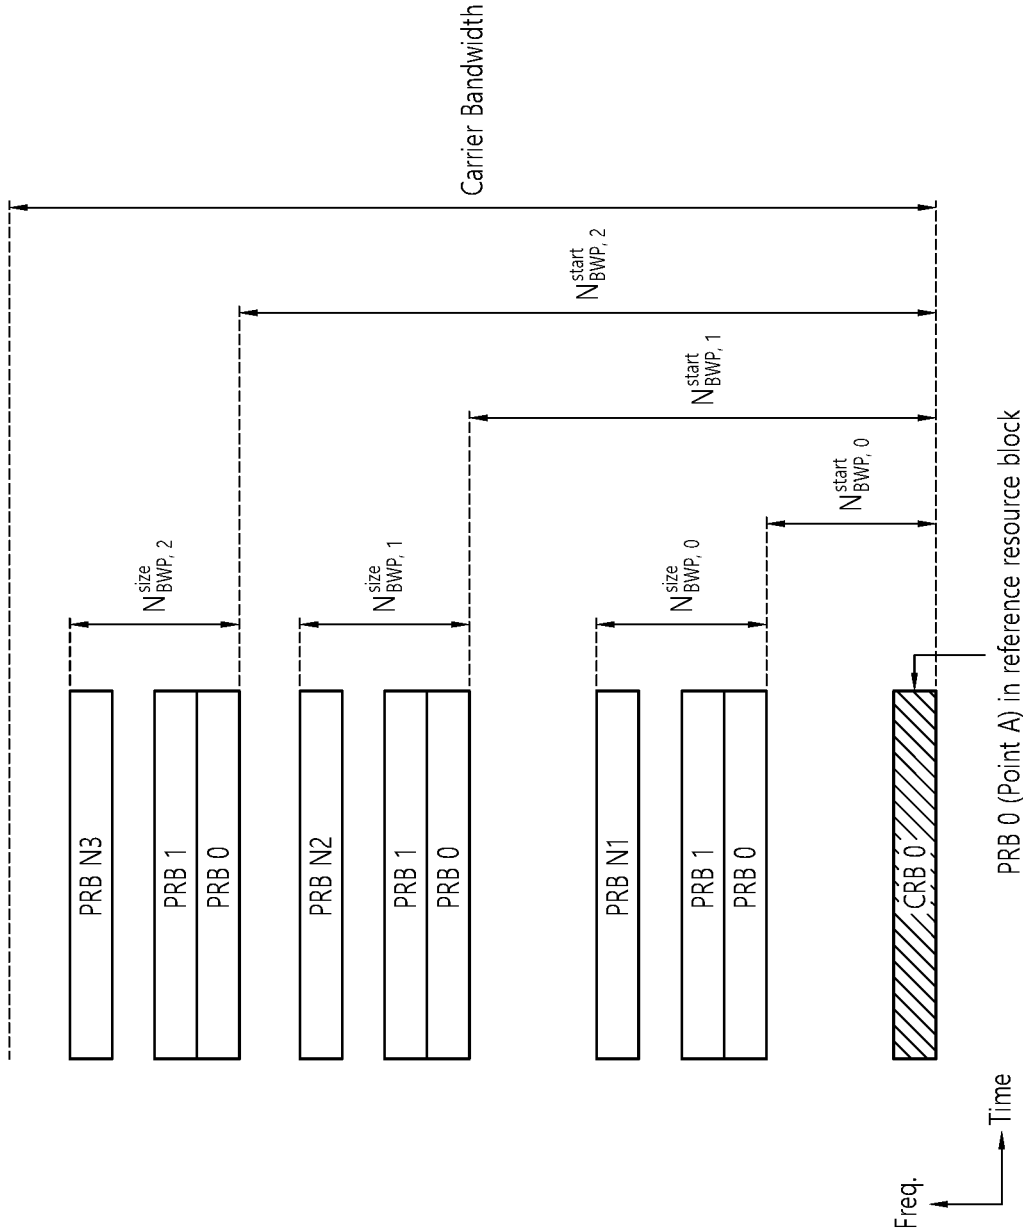 Carrier Bandwidth
N^start_BWP, 2
N^start_BWP, 1
N^start_BWP, 0
N^size_BWP, 2
N^size_BWP, 1
N^size_BWP, 0
PRB N3
PRB 1
PRB 0
PRB N2
PRB 1
PRB 0
PRB N1
PRB 1
PRB 0
CRB 0
PRB 0 (Point A) in reference resource block
Freq.
Time